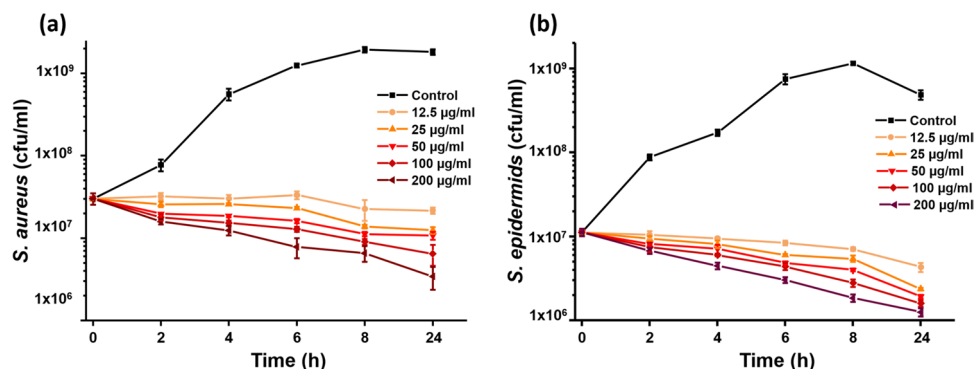 (a)
S. aureus (cfu/ml)
1x10⁹
1x10⁸
1x10⁷
1x10⁶
0 2 4 6 8 24
Time (h)
Control
12.5 µg/ml
25 µg/ml
50 µg/ml
100 µg/ml
200 µg/ml
(b)
S. epidermids (cfu/ml)
1x10⁹
1x10⁸
1x10⁷
1x10⁶
0 2 4 6 8 24
Time (h)
Control
12.5 µg/ml
25 µg/ml
50 µg/ml
100 µg/ml
200 µg/ml